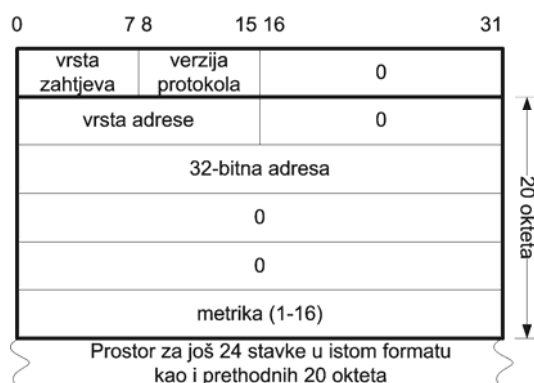 0 7 8 15 16 31
vrsta zahtjeva
verzija protokola
0
vrsta adrese 0
32-bitna adresa
0
0
metrika (1-16)
20 okteta
Prostor za još 24 stavke u istom formatu
kao i prethodnih 20 okteta